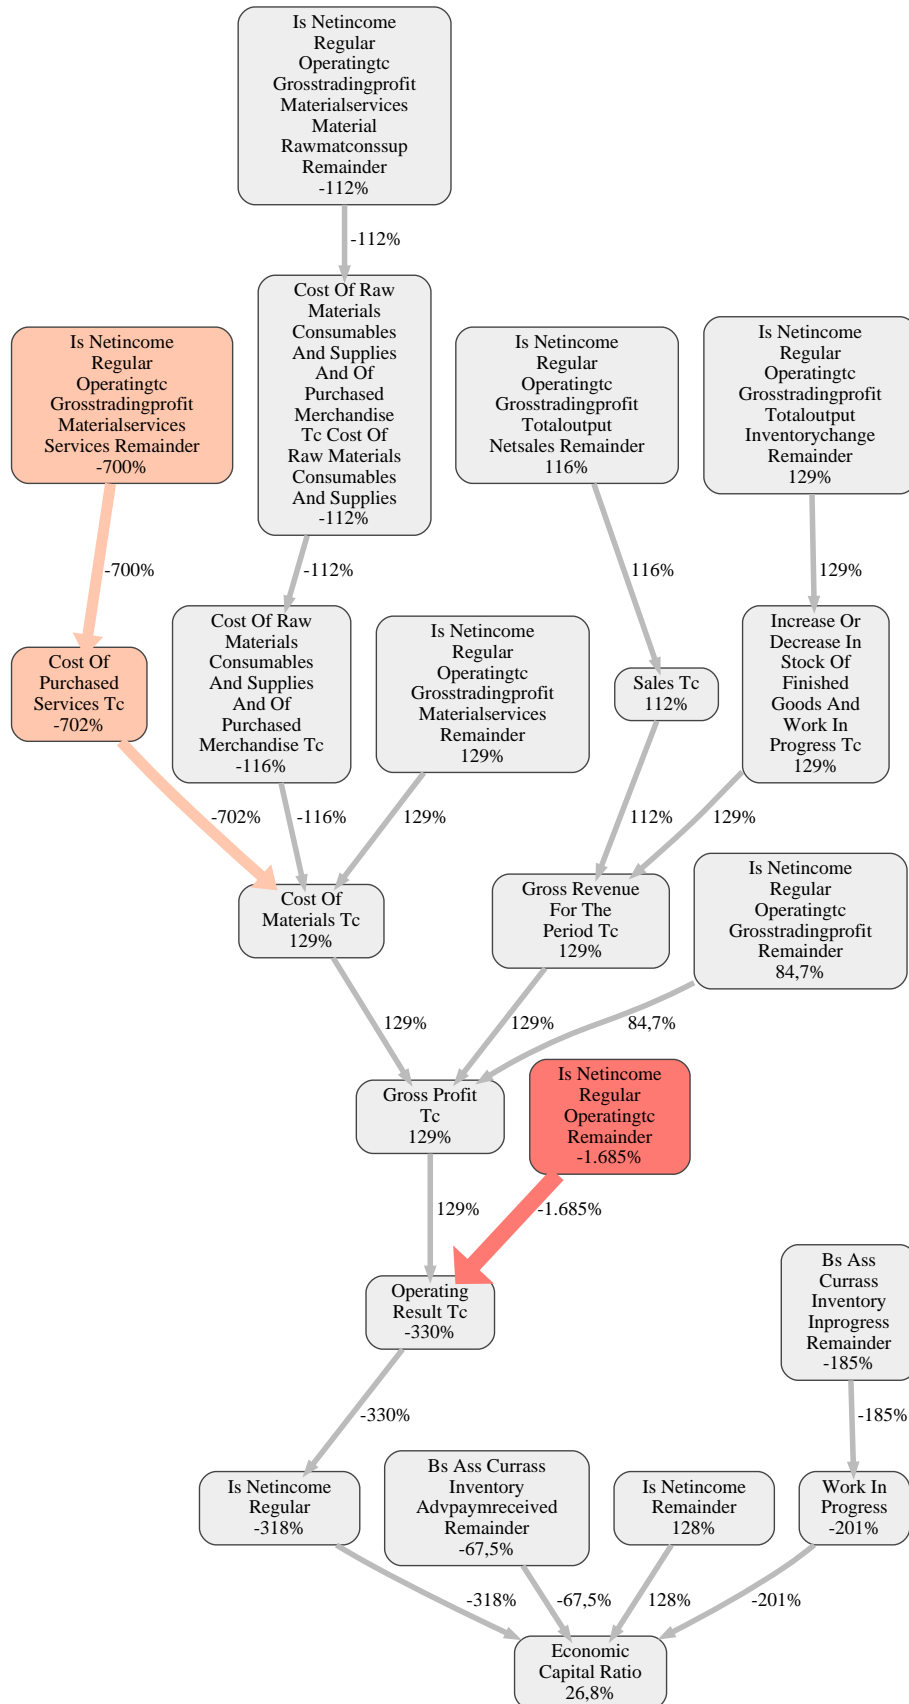 Is Netincome
Regular
Operatingtc
Grosstradingprofit
Materialservices
Material
Rawmatconssup
Remainder
-112%
-112%
Cost Of Raw
Materials
Consumables
And Supplies
And Of
Purchased
Merchandise
Tc Cost Of
Raw Materials
Consumables
And Supplies
-112%
Is Netincome
Regular
Operatingtc
Grosstradingprofit
Materialservices
Services Remainder
-700%
Is Netincome
Regular
Operatingtc
Grosstradingprofit
Totaloutput
Netsales Remainder
116%
Is Netincome
Regular
Operatingtc
Grosstradingprofit
Totaloutput
Inventorychange
Remainder
129%
-700%
-112%
116%
129%
Cost Of
Purchased
Services Tc
-702%
Cost Of Raw
Materials
Consumables
And Supplies
And Of
Purchased
Merchandise Tc
-116%
Is Netincome
Regular
Operatingtc
Grosstradingprofit
Materialservices
Remainder
129%
Sales Tc
112%
Increase Or
Decrease In
Stock Of
Finished
Goods And
Work In
Progress Tc
129%
-702%
-116%
129%
112%
129%
Cost Of
Materials Tc
129%
Gross Revenue
For The
Period Tc
129%
Is Netincome
Regular
Operatingtc
Grosstradingprofit
Remainder
84,7%
129%
129%
84,7%
Gross Profit
Tc
129%
Is Netincome
Regular
Operatingtc
Remainder
-1.685%
129%
-1.685%
Operating
Result Tc
-330%
Bs Ass
Currass
Inventory
Inprogress
Remainder
-185%
-330%
-185%
Is Netincome
Regular
-318%
Bs Ass Currass
Inventory
Advpaymreceived
Remainder
-67,5%
Is Netincome
Remainder
128%
Work In
Progress
-201%
-318%
-67,5%
128%
-201%
Economic
Capital Ratio
26,8%